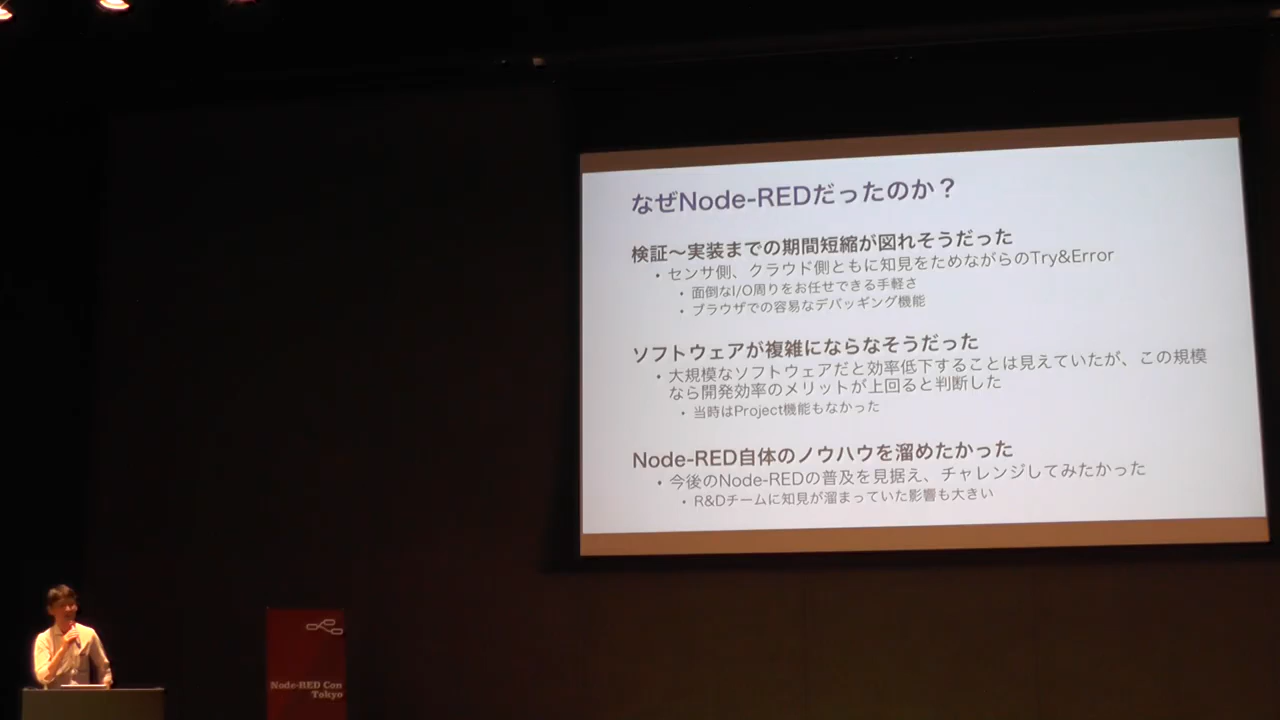 なぜNode-REDだったのか？
検証～実装までの期間短縮が図れそうだった
・センサ側、クラウド側ともに知見をためながらのTry&Error
・面倒なI/O周りをお任せできる手軽さ
・ブラウザでの容易なデバッギング機能
ソフトウェアが複雑にならなそうだった
・大規模なソフトウェアだと効率低下することは見えていたが、この規模
なら開発効率のメリットが上回ると判断した
・当時はProject機能もなかった
Node-RED自体のノウハウを溜めたかった
・今後のNode-REDの普及を見据え、チャレンジしてみたかった
・R&Dチームに知見が溜まっていた影響も大きい
Node-RED Con
Tokyo